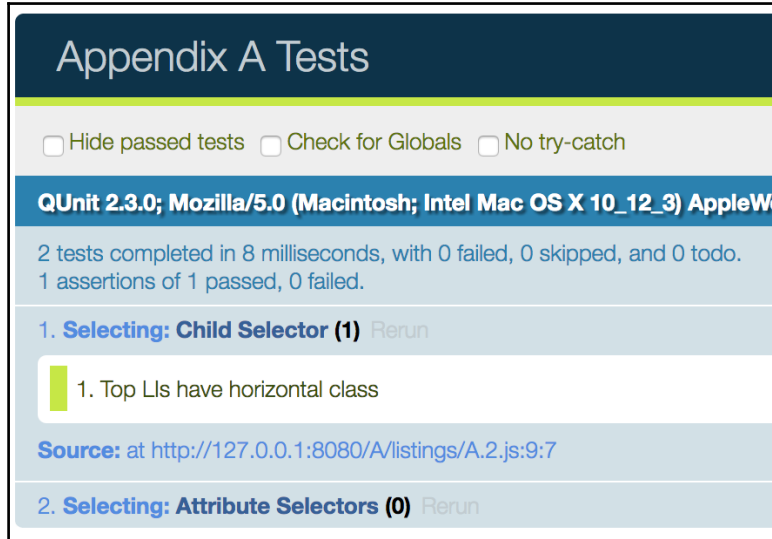 Appendix A Tests
Hide passed tests Check for Globals No try-catch
QUnit 2.3.0; Mozilla/5.0 (Macintosh; Intel Mac OS X 10_12_3) AppleWe
2 tests completed in 8 milliseconds, with 0 failed, 0 skipped, and 0 todo.
1 assertions of 1 passed, 0 failed.
1. Selecting: Child Selector (1) Rerun
1. Top LIs have horizontal class
Source: at http://127.0.0.1:8080/A/listings/A.2.js:9:7
2. Selecting: Attribute Selectors (0) Rerun